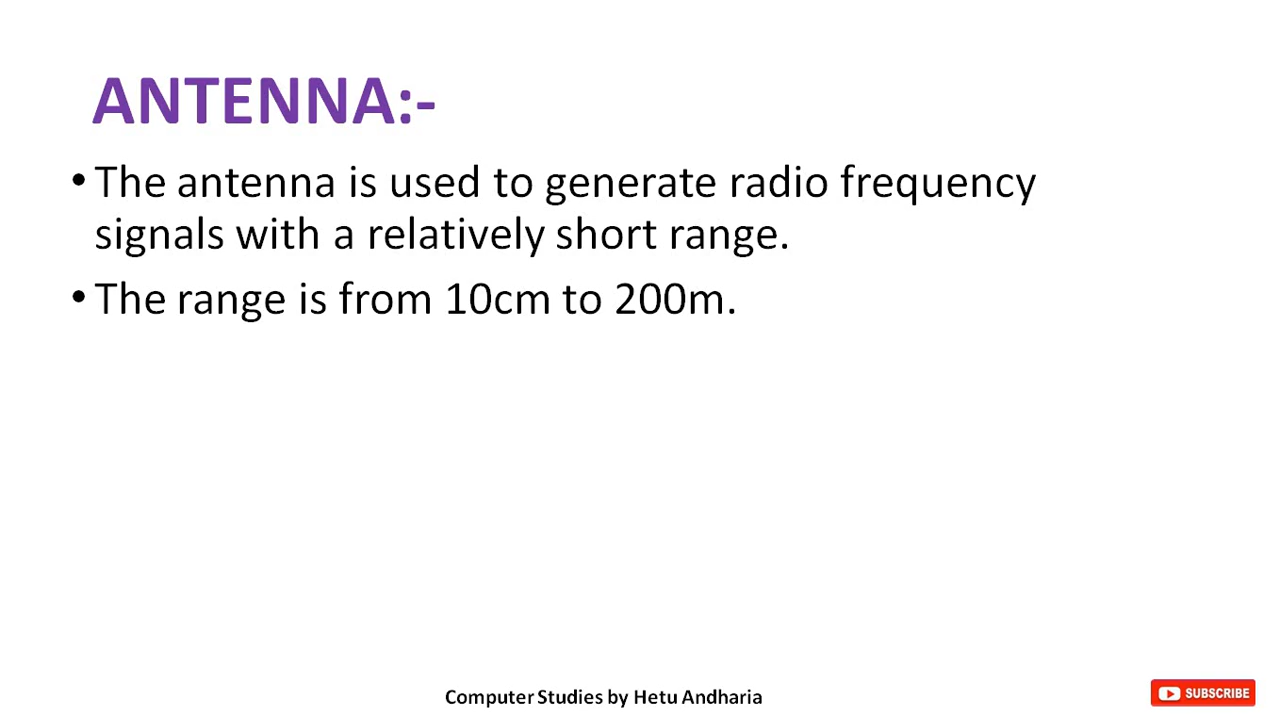 ANTENNA:-
• The antenna is used to generate radio frequency
signals with a relatively short range.
• The range is from 10cm to 200m.
Computer Studies by Hetu Andharia
SUBSCRIBE